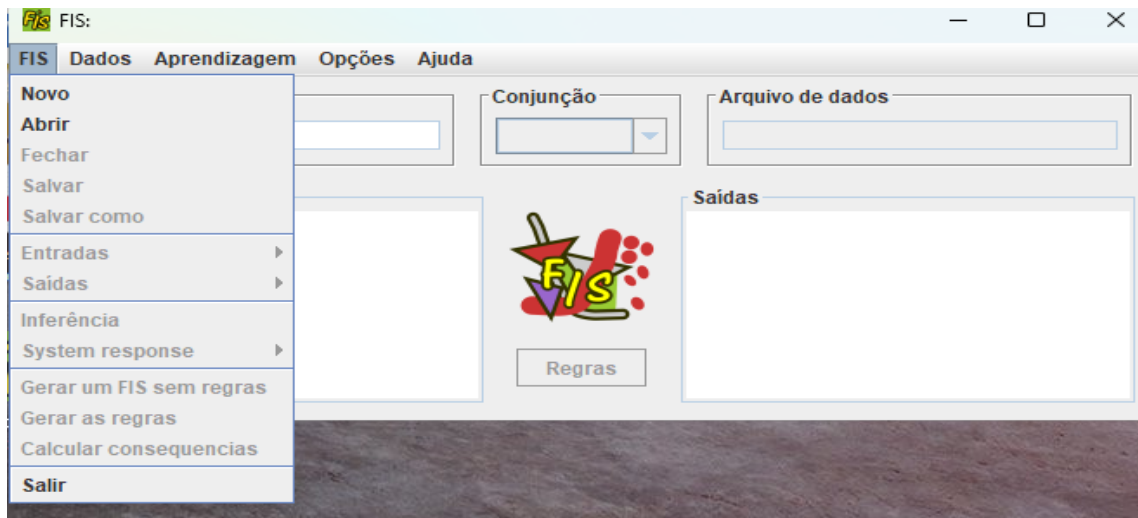 FiS FIS:
FIS Dados Aprendizagem Opções Ajuda
Novo
Abrir
Fechar
Salvar
Salvar como
Entradas
Saídas
Inferência
System response
Gerar um FIS sem regras
Gerar as regras
Calcular consequencias
Salir
Conjunção
Arquivo de dados
FIS
Regras
Saídas